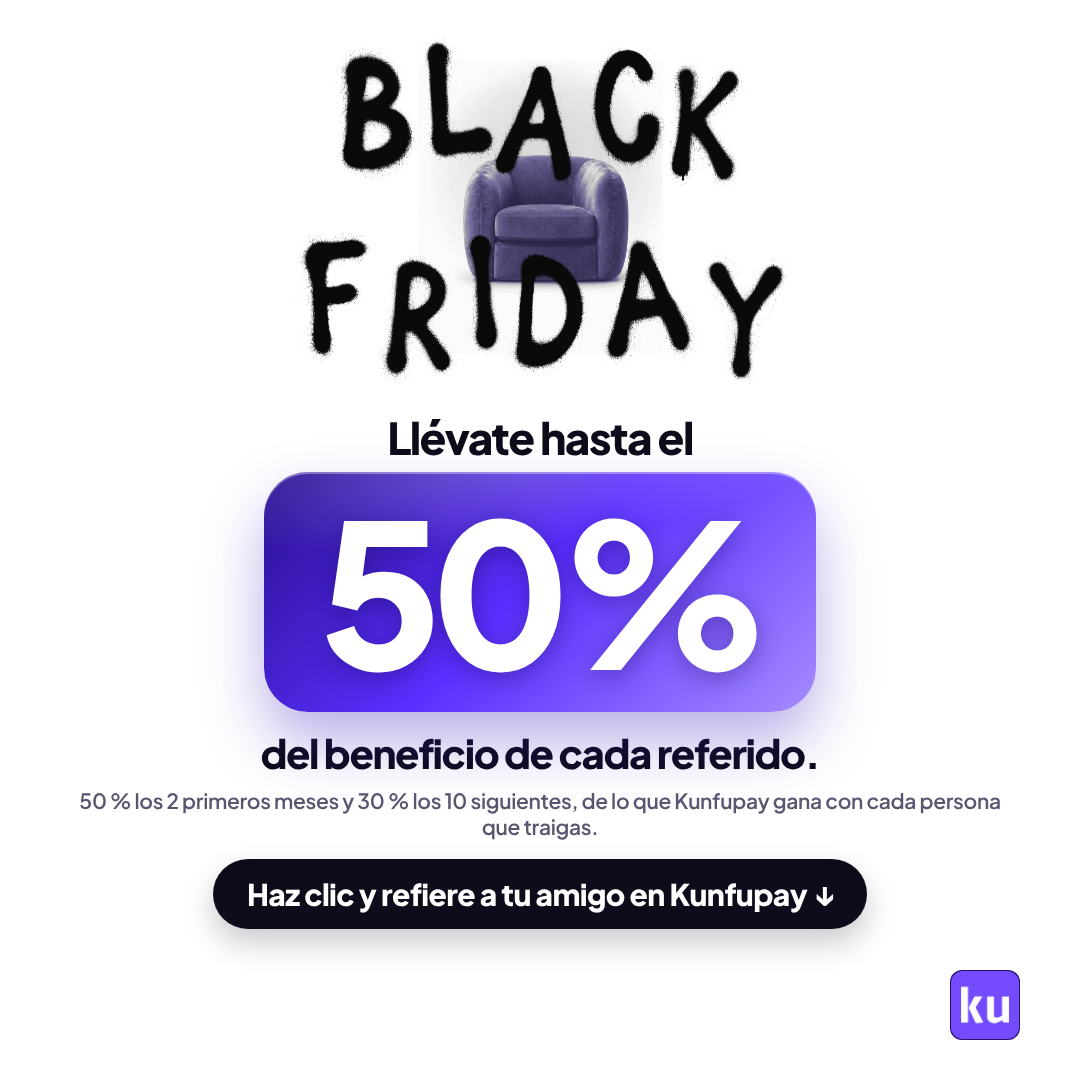 BLACK
FRIDAY
Llévate hasta el
50%
del beneficio de cada referido.
50 % los 2 primeros meses y 30 % los 10 siguientes, de lo que Kunfupay gana con cada persona
que traigas.
Haz clic y refiere a tu amigo en Kunfupay ↓
ku